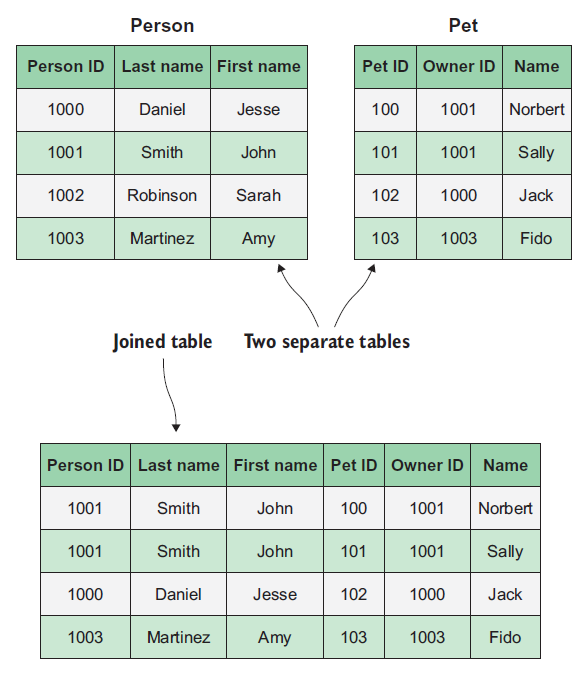 Person
Person ID Last name First name
1000 Daniel Jesse
1001 Smith John
1002 Robinson Sarah
1003 Martinez Amy
Pet
Pet ID Owner ID Name
100 1001 Norbert
101 1001 Sally
102 1000 Jack
103 1003 Fido
Joined table
Two separate tables
Person ID Last name First name Pet ID Owner ID Name
1001 Smith John 100 1001 Norbert
1001 Smith John 101 1001 Sally
1000 Daniel Jesse 102 1000 Jack
1003 Martinez Amy 103 1003 Fido